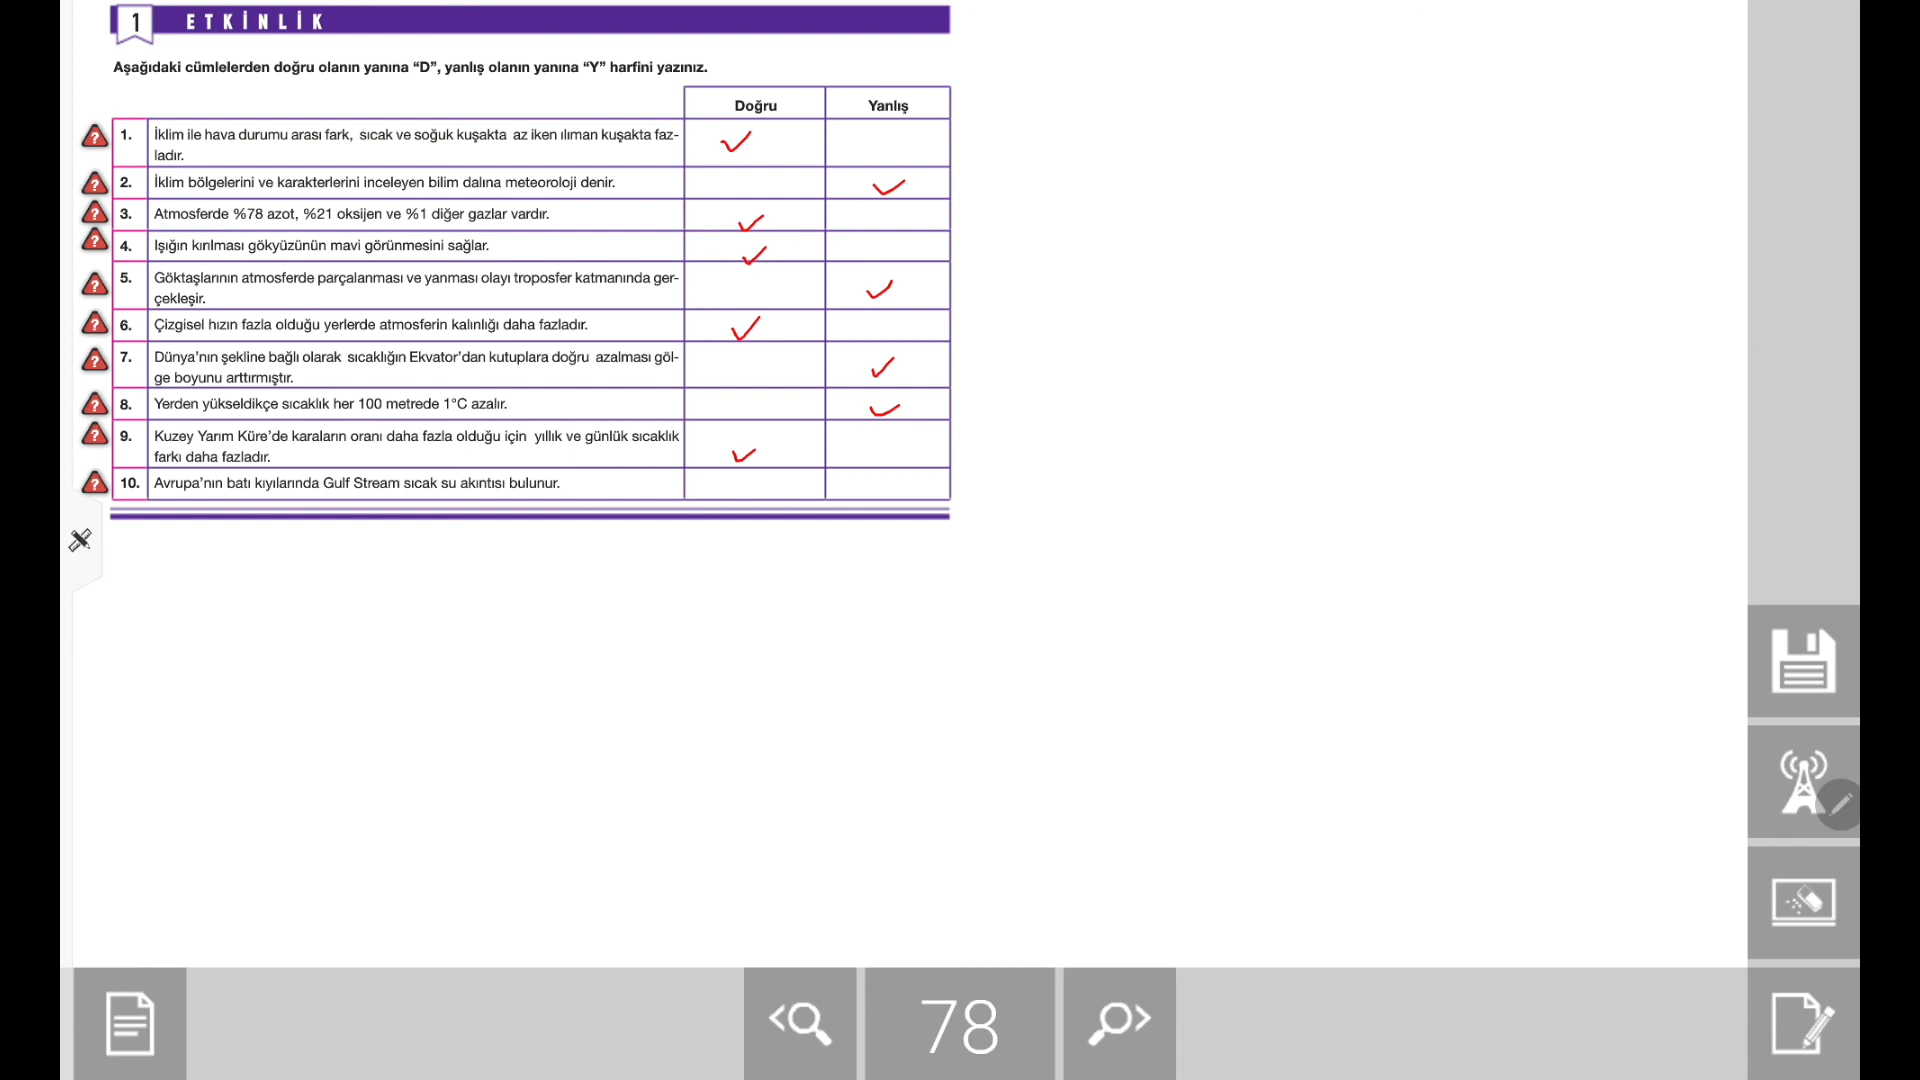 1 ETKİNLİK
Aşağıdaki cümlelerden doğru olanın yanına “D”, yanlış olanın yanına “Y” harfini yazınız.
Doğru Yanlış
1. İklim ile hava durumu arası fark, sıcak ve soğuk kuşakta az iken ılıman kuşakta faz-
ladır.
2. İklim bölgelerini ve karakterlerini inceleyen bilim dalına meteoroloji denir.
3. Atmosferde %78 azot, %21 oksijen ve %1 diğer gazlar vardır.
4. Işığın kırılması gökyüzünün mavi görünmesini sağlar.
5. Göktaşlarının atmosferde parçalanması ve yanması olayı troposfer katmanında ger-
çekleşir.
6. Çizgisel hızın fazla olduğu yerlerde atmosferin kalınlığı daha fazladır.
7. Dünya’nın şekline bağlı olarak sıcaklığın Ekvator’dan kutuplara doğru azalması göl-
ge boyunu arttırmıştır.
8. Yerden yükseldikçe sıcaklık her 100 metrede 1°C azalır.
9. Kuzey Yarım Küre’de karaların oranı daha fazla olduğu için yıllık ve günlük sıcaklık
farkı daha fazladır.
10. Avrupa’nın batı kıyılarında Gulf Stream sıcak su akıntısı bulunur.
78